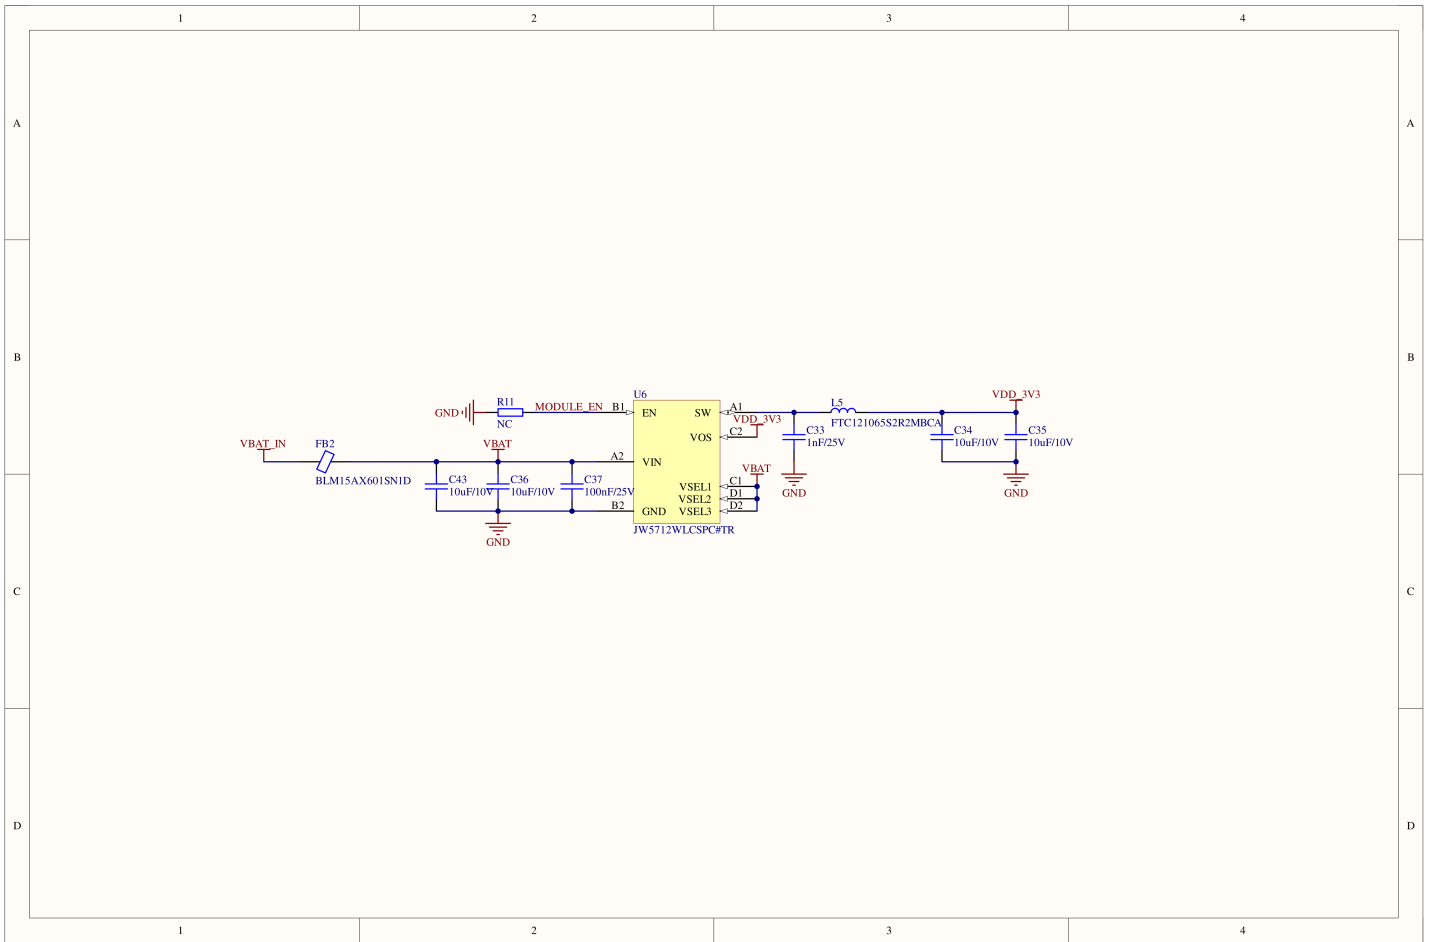 1 2 3 4
A A
B B
U6
R11
GND MODULE_EN B1 EN SW A1
NC
VDD_3V3
C2 VOS
L5
FTC121065S2R2MBCA
VDD_3V3
C33
1nF/25V
C34
10uF/10V
C35
10uF/10V
GND
GND
VBAT_IN
FB2
BLM15AX601SN1D
VBAT
A2 VIN
C43
10uF/10V
C36
10uF/10V
C37
100nF/25V
VBAT
VSEL1 C1
VSEL2 D1
VSEL3 D2
B2 GND
JW5712WLCSPC#TR
GND
C C
D D
1 2 3 4